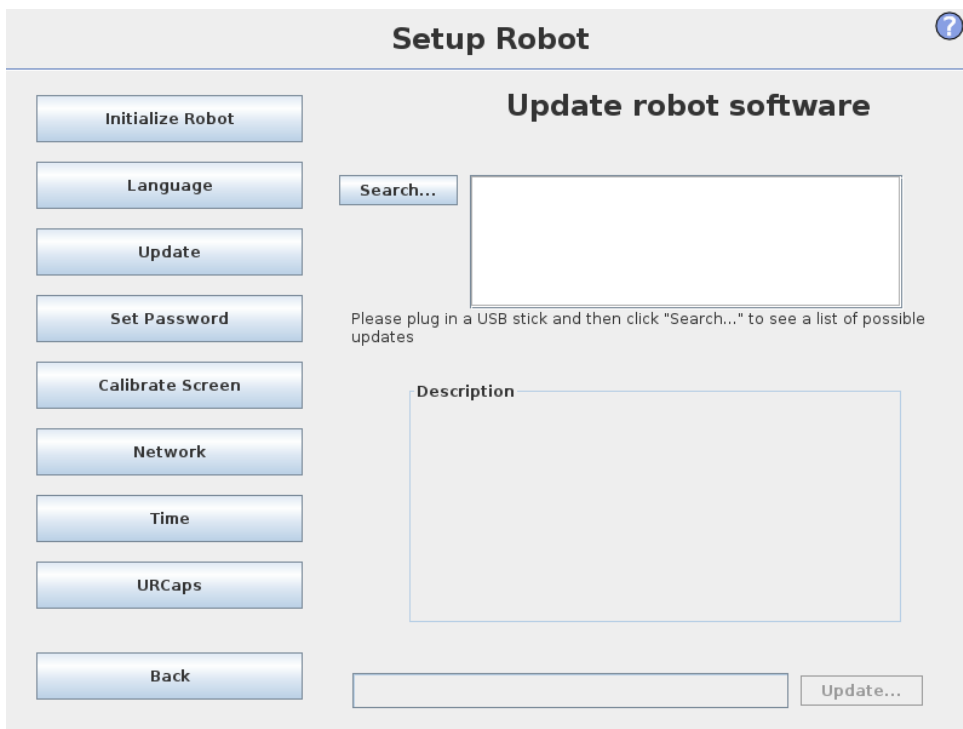 Setup Robot
?
Initialize Robot
Language
Update
Set Password
Calibrate Screen
Network
Time
URCaps
Back
Update robot software
Search...
Please plug in a USB stick and then click "Search..." to see a list of possible
updates
Description
Update...